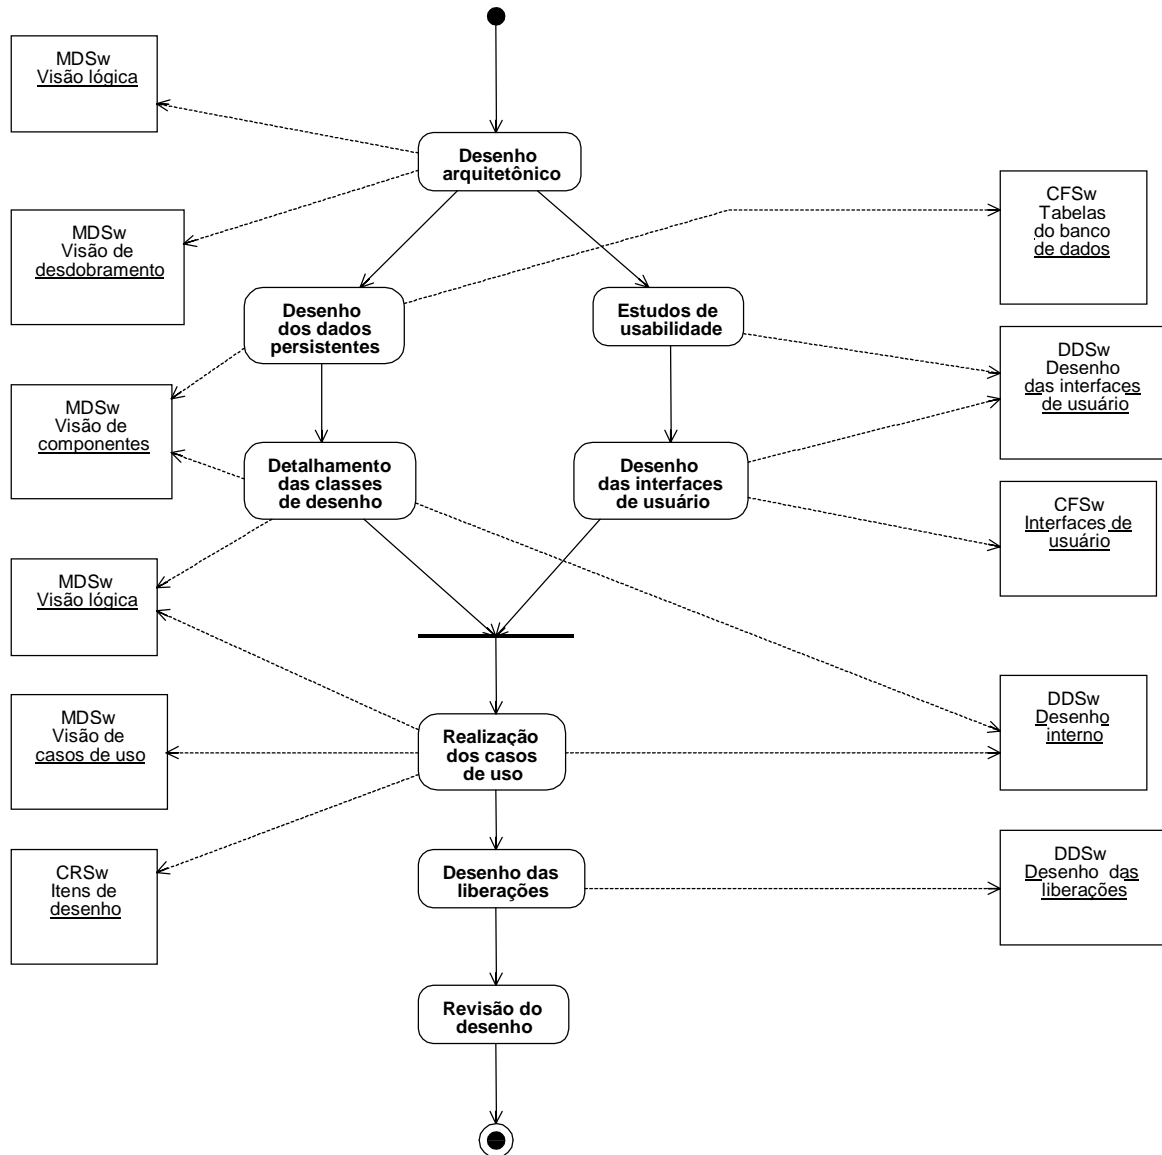 MDSw
Visão lógica
Desenho
arquitetônico
MDSw
Visão de
desdobramento
CFSw
Tabelas
do banco
de dados
Desenho
dos dados
persistentes
Estudos de
usabilidade
DDSw
Desenho
das interfaces
de usuário
MDSw
Visão de
componentes
Detalhamento
das classes
de desenho
Desenho
das interfaces
de usuário
CFSw
Interfaces de
usuário
MDSw
Visão lógica
MDSw
Visão de
casos de uso
Realização
dos casos
de uso
DDSw
Desenho
interno
CRSw
Itens de
desenho
Desenho das
liberações
DDSw
Desenho das
liberações
Revisão do
desenho